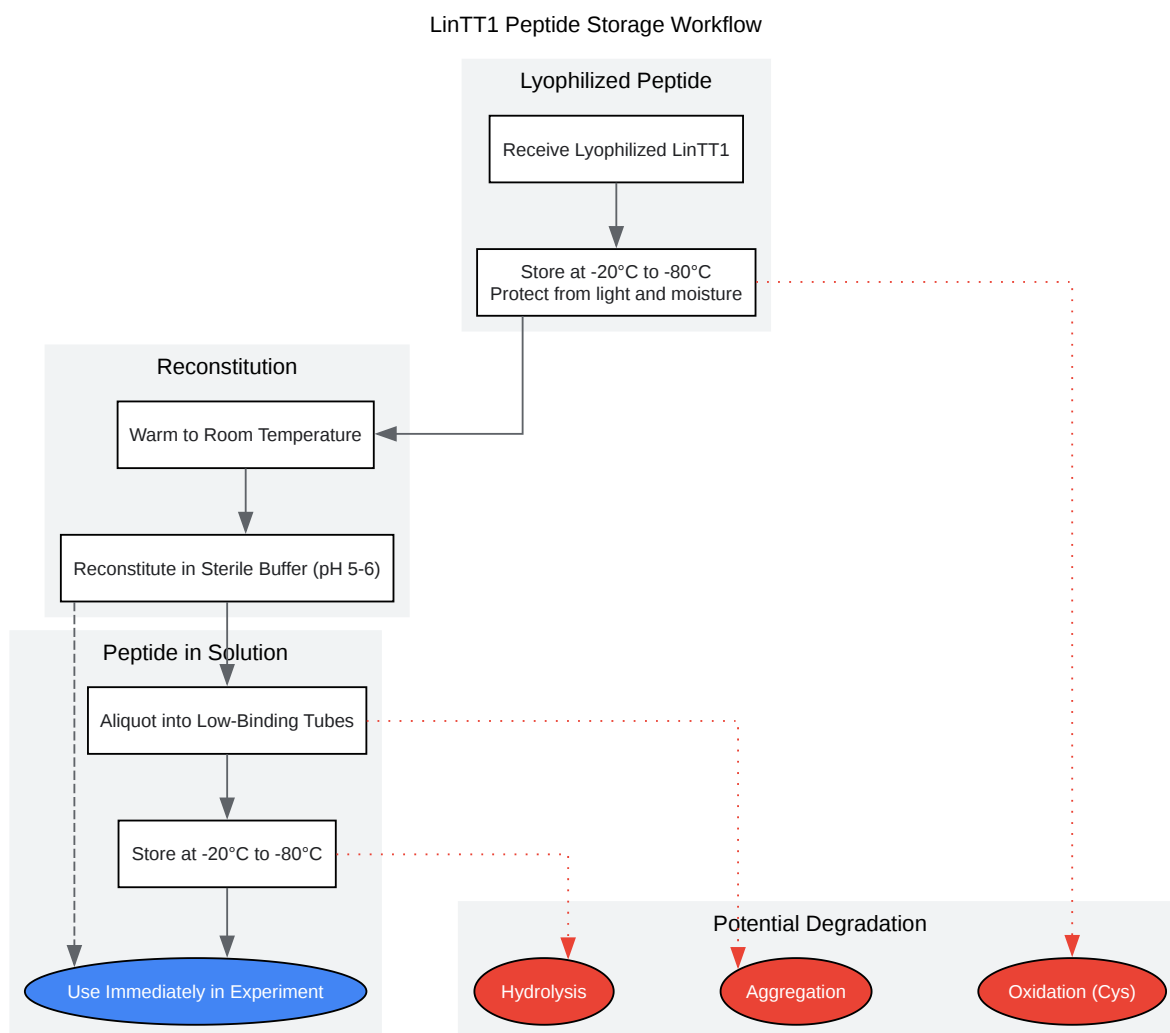 LinTT1 Peptide Storage Workflow
Lyophilized Peptide
Receive Lyophilized LinTT1
Store at -20°C to -80°C
Protect from light and moisture
Reconstitution
Warm to Room Temperature
Reconstitute in Sterile Buffer (pH 5-6)
Peptide in Solution
Aliquot into Low-Binding Tubes
Store at -20°C to -80°C
Use Immediately in Experiment
Potential Degradation
Hydrolysis
Aggregation
Oxidation (Cys)